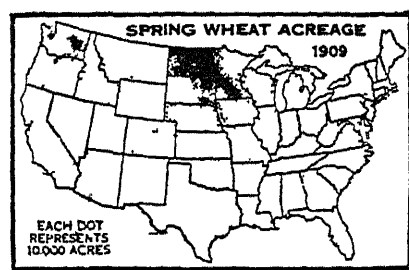 SPRING WHEAT ACREAGE
1909
EACH DOT
REPRESENTS
10,000 ACRES